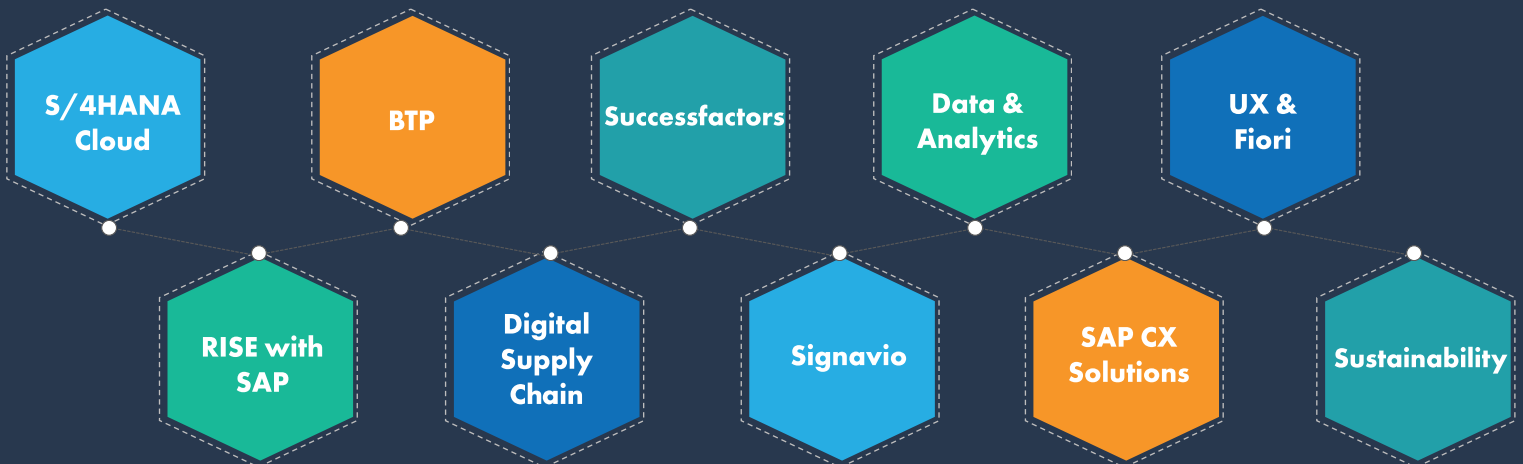 S/4HANA
Cloud
BTP
Successfactors
Data &
Analytics
UX &
Fiori
RISE with
SAP
Digital
Supply
Chain
Signavio
SAP CX
Solutions
Sustainability